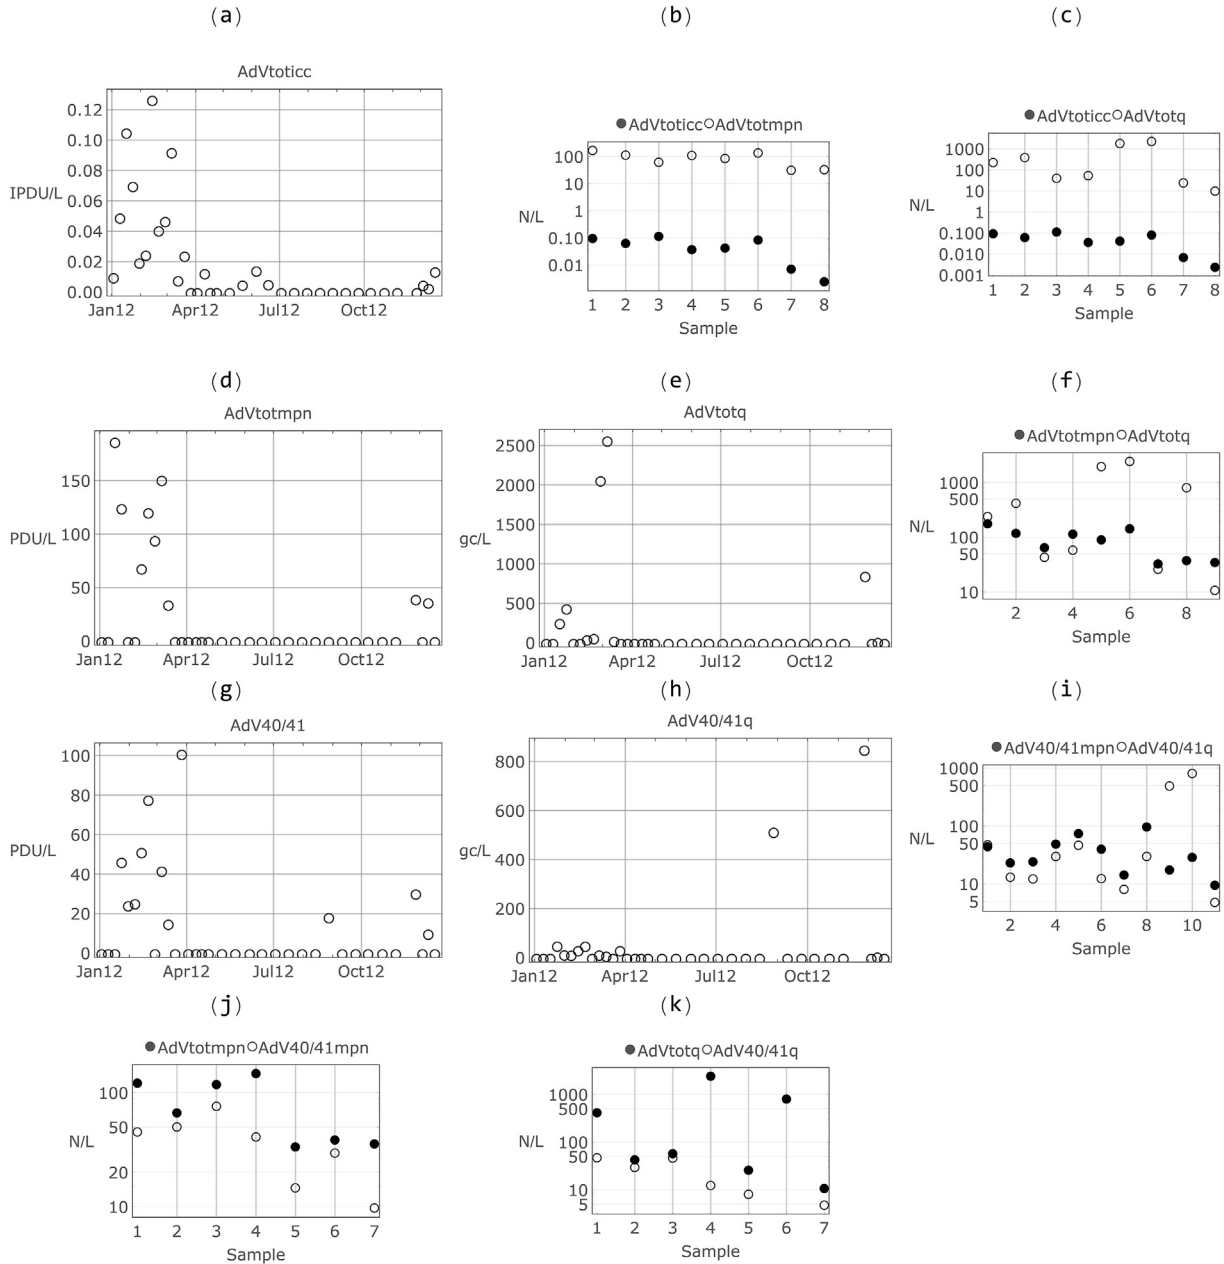 (a)
AdVtoticc
0.12
0.10
0.08
0.06
0.04
0.02
0.00
IPDU/L
Jan12 Apr12 Jul12 Oct12
(b)
●AdVtoticc○AdVtotmpn
100
10
1
0.10
0.01
N/L
1 2 3 4 5 6 7 8
Sample
(c)
●AdVtoticc○AdVtotq
1000
100
10
1
0.100
0.010
0.001
N/L
1 2 3 4 5 6 7 8
Sample
(d)
AdVtotmpn
150
100
50
0
PDU/L
Jan12 Apr12 Jul12 Oct12
(e)
AdVtotq
2500
2000
1500
1000
500
0
gc/L
Jan12 Apr12 Jul12 Oct12
(f)
●AdVtotmpn○AdVtotq
1000
500
100
50
10
N/L
2 4 6 8
Sample
(g)
AdV40/41
100
80
60
40
20
0
PDU/L
Jan12 Apr12 Jul12 Oct12
(h)
AdV40/41q
800
600
400
200
0
gc/L
Jan12 Apr12 Jul12 Oct12
(i)
●AdV40/41mpn○AdV40/41q
1000
500
100
50
10
5
N/L
2 4 6 8 10
Sample
(j)
●AdVtotmpn○AdV40/41mpn
100
50
20
10
N/L
1 2 3 4 5 6 7
Sample
(k)
●AdVtotq○AdV40/41q
1000
500
100
50
10
5
N/L
1 2 3 4 5 6 7
Sample